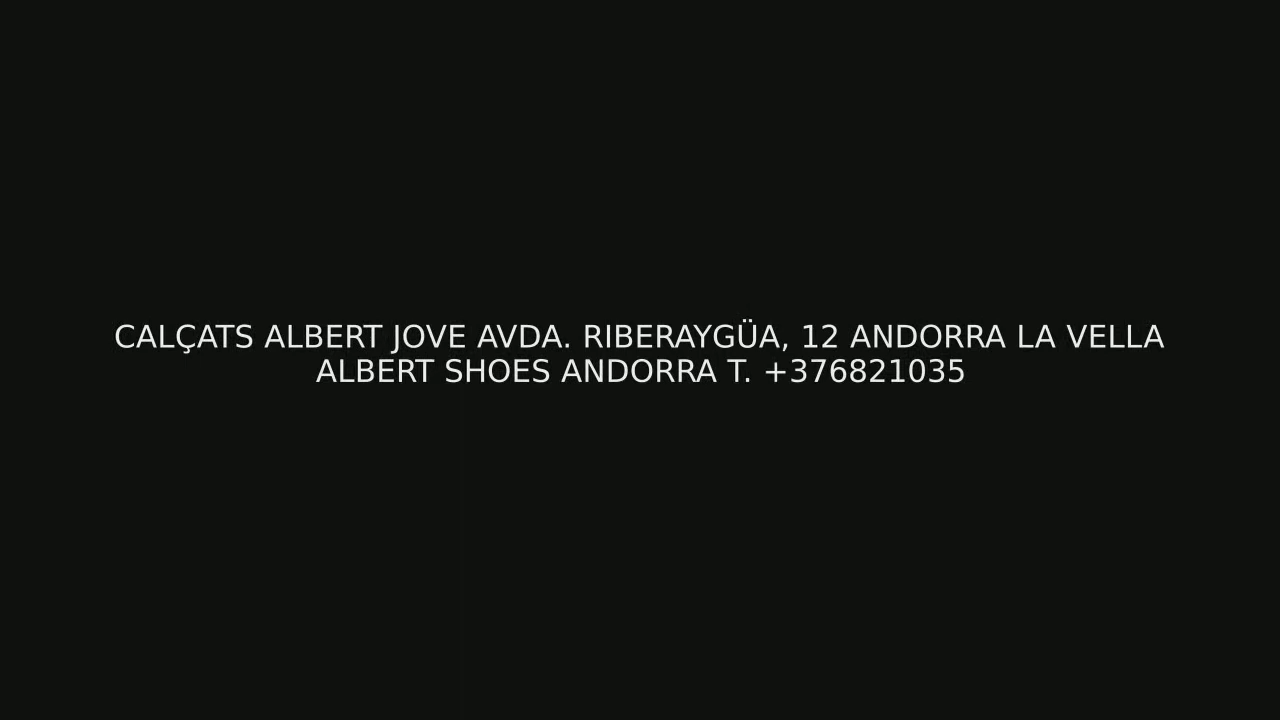 CALÇATS ALBERT JOVE AVDA. RIBERAYGÜA, 12 ANDORRA LA VELLA
ALBERT SHOES ANDORRA T. +376821035